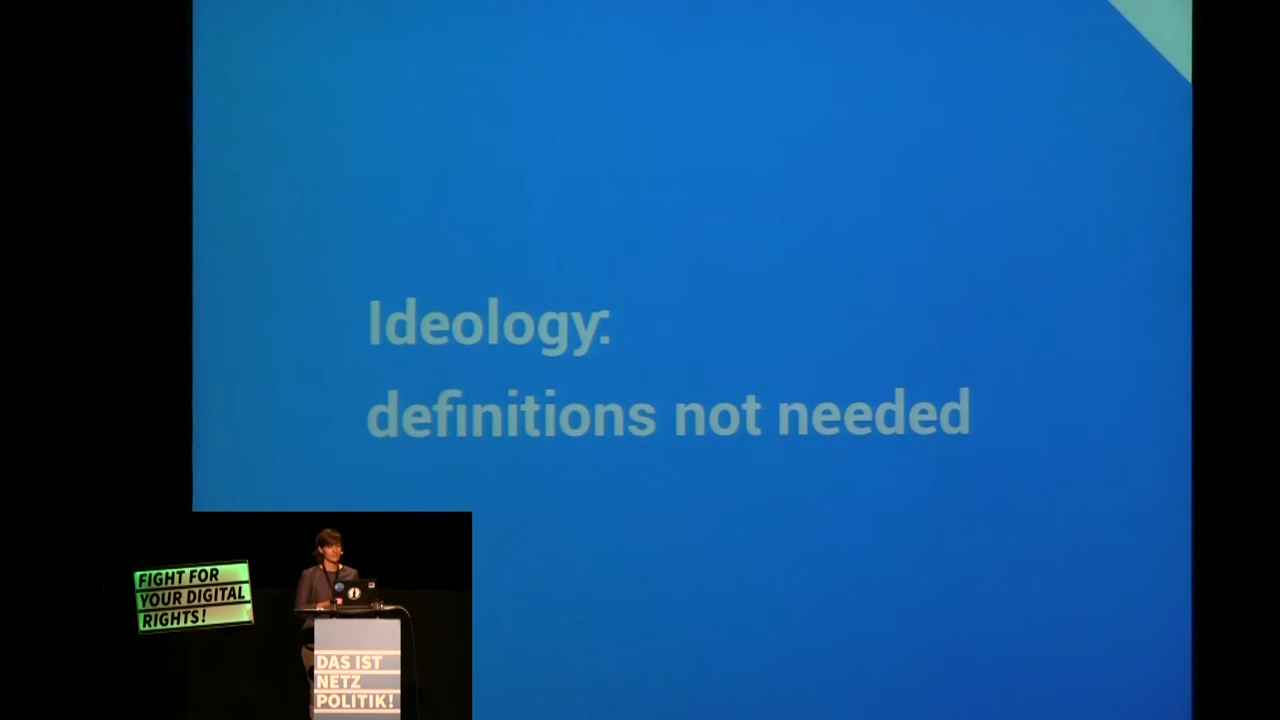 Ideology:
definitions not needed
FIGHT FOR
YOUR DIGITAL
RIGHTS!
DAS IST
NETZ
POLITIK!